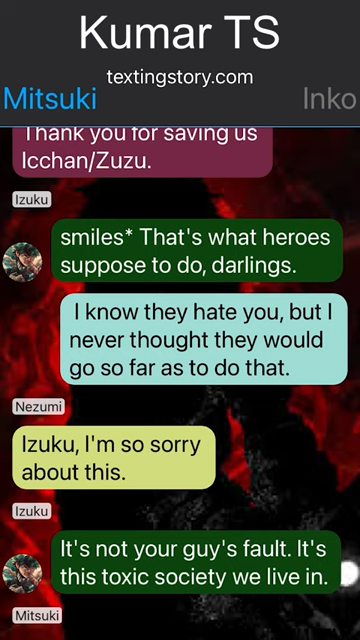 Kumar TS
textingstory.com
Mitsuki
Inko
Thank you for saving us
Icchan/Zuzu.
Izuku
smiles* That's what heroes
suppose to do, darlings.
I know they hate you, but I
never thought they would
go so far as to do that.
Nezumi
Izuku, I'm so sorry
about this.
Izuku
It's not your guy's fault. It's
this toxic society we live in.
Mitsuki